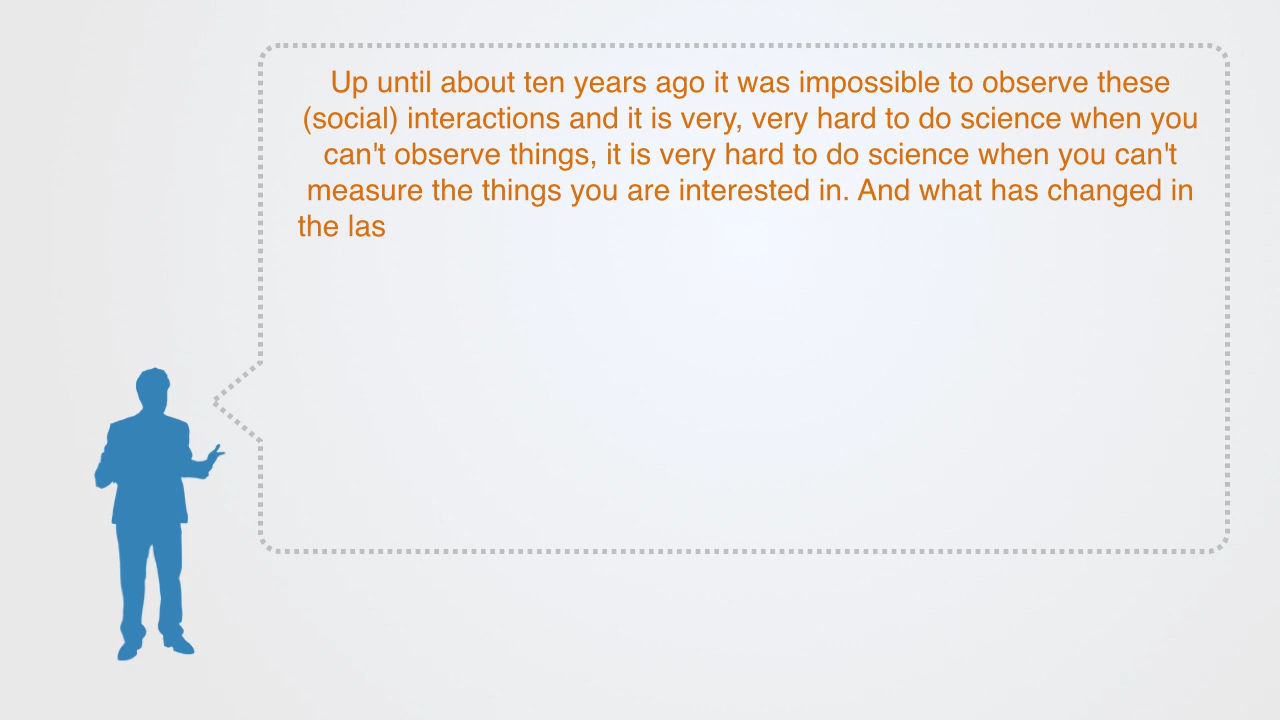 Up until about ten years ago it was impossible to observe these
(social) interactions and it is very, very hard to do science when you
can't observe things, it is very hard to do science when you can't
measure the things you are interested in. And what has changed in
the las